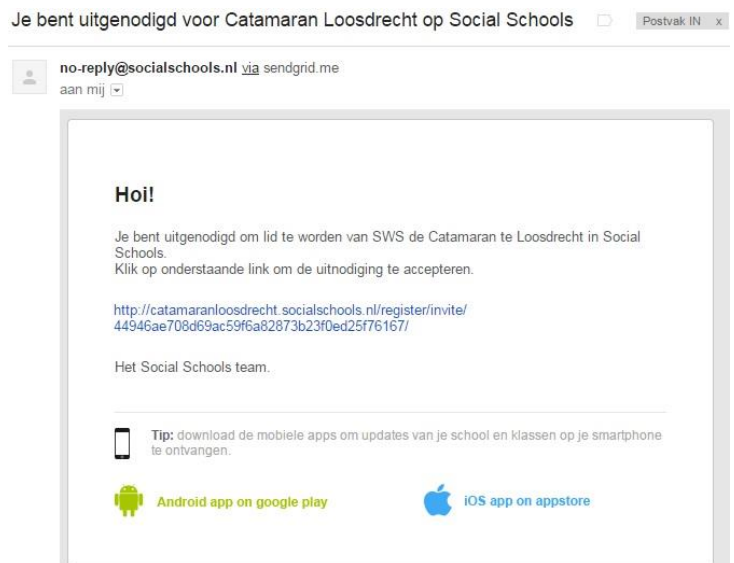 Je bent uitgenodigd voor Catamaran Loosdrecht op Social Schools
Postvak IN x
no-reply@socialschools.nl via sendgrid.me
aan mij
Hoi!
Je bent uitgenodigd om lid te worden van SWS de Catamaran te Loosdrecht in Social
Schools.
Klik op onderstaande link om de uitnodiging te accepteren.
http://catamaranloosdrecht.socialschools.nl/register/invite/
44946ae708d69ac59f6a82873b23f0ed25f76167/
Het Social Schools team.
Tip: download de mobiele apps om updates van je school en klassen op je smartphone
te ontvangen.
Android app on google play
iOS app on appstore